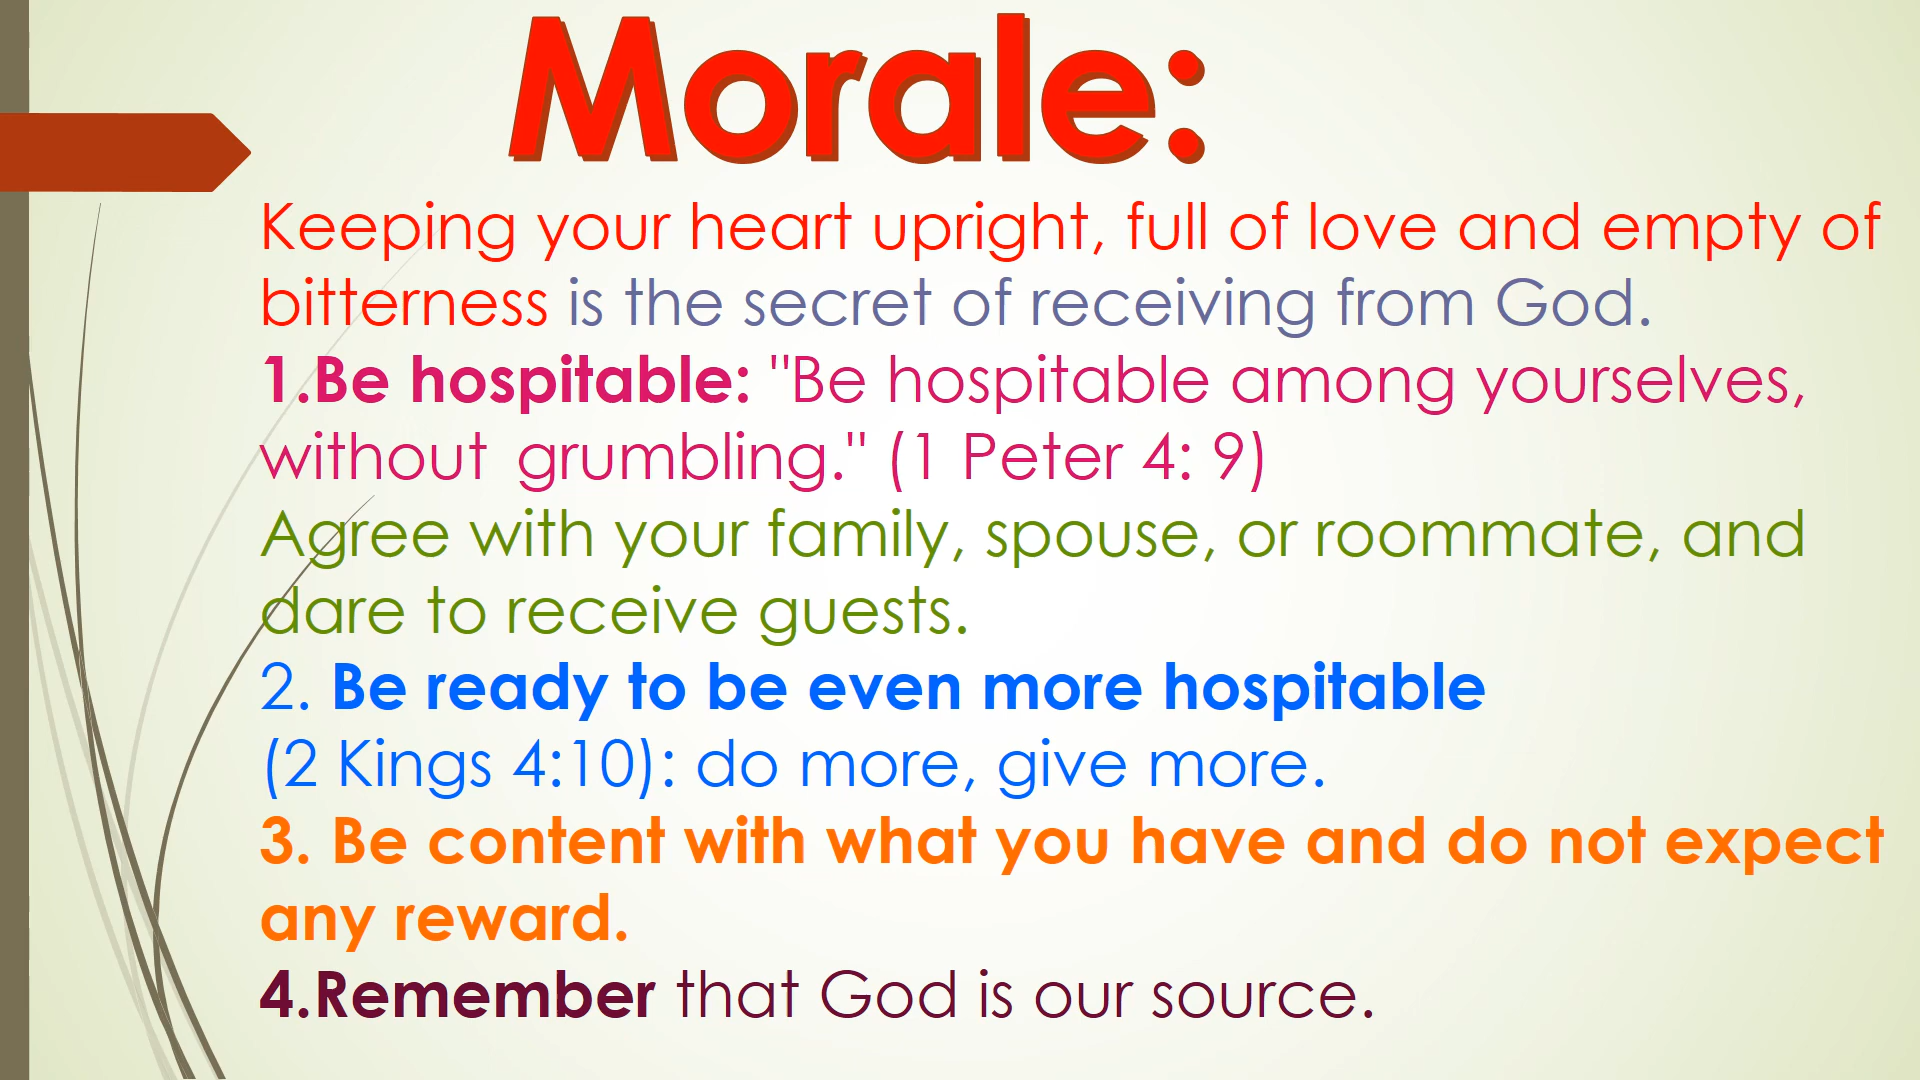 Morale:
Keeping your heart upright, full of love and empty of
bitterness is the secret of receiving from God.
1.Be hospitable: "Be hospitable among yourselves,
without grumbling." (1 Peter 4: 9)
Agree with your family, spouse, or roommate, and
dare to receive guests.
2. Be ready to be even more hospitable
(2 Kings 4:10): do more, give more.
3. Be content with what you have and do not expect
any reward.
4.Remember that God is our source.